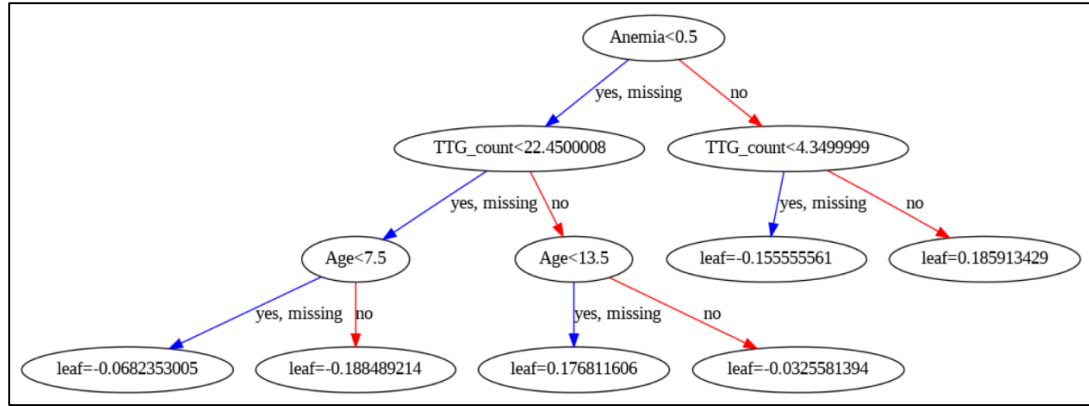 Anemia<0.5
yes, missing
no
TTG_count<22.4500008
TTG_count<4.3499999
yes, missing
no
yes, missing
no
Age<7.5
Age<13.5
leaf=-0.155555561
leaf=0.185913429
yes, missing
no
yes, missing
no
leaf=-0.0682353005
leaf=-0.188489214
leaf=0.176811606
leaf=-0.0325581394